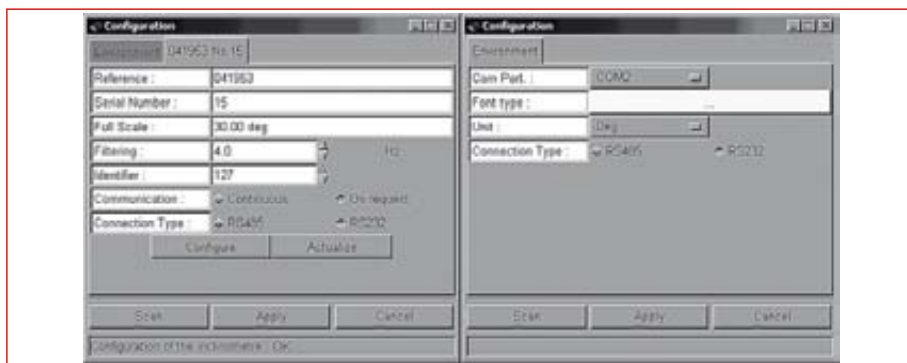 Configuration
Environment 041953 No 15
Reference : 041953
Serial Number : 15
Full Scale : 30.00 deg
Filtering : 4.0 Hz
Identifier : 127
Communication : Continuous On request
Connection Type : RS485 RS232
Configure Actualize
Scan Apply Cancel
Configuration of the inclinometer : OK
Configuration
Environment
Com Port. : COM2
Font type : ...
Unit : Deg
Connection Type : RS485 RS232
Scan Apply Cancel